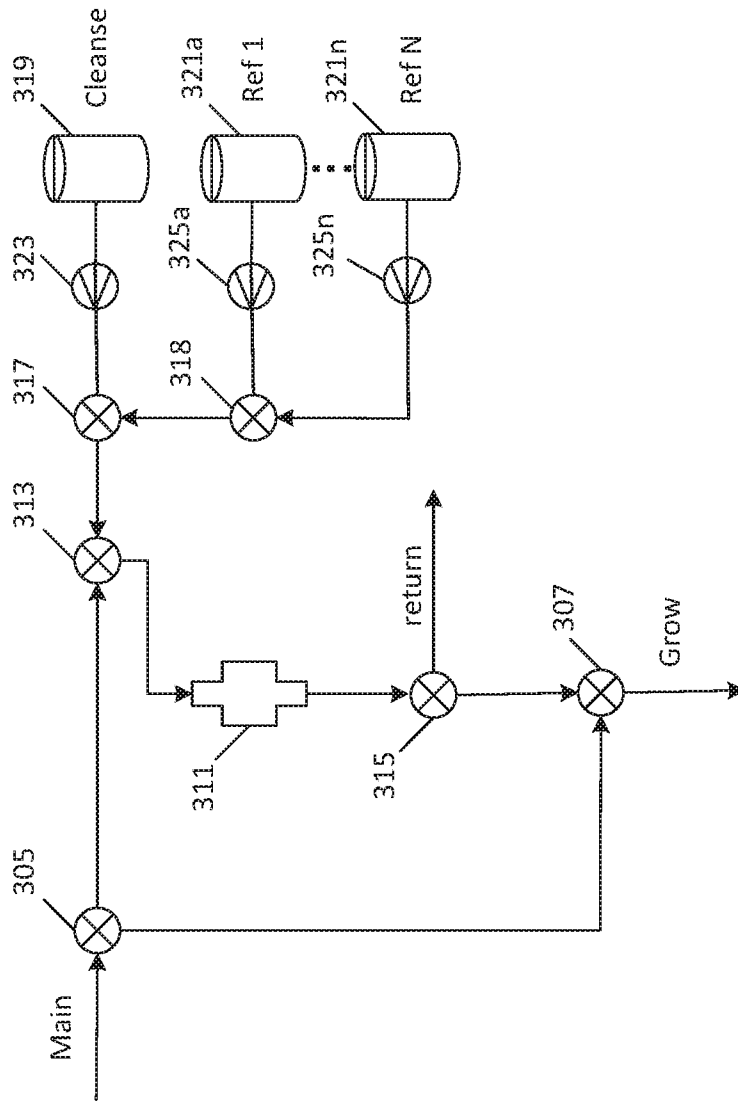 Main
305
313
317
323
319
Cleanse
318
325a
321a
Ref 1
325n
321n
Ref N
311
315
return
307
Grow